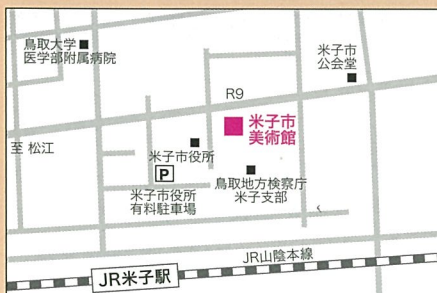 鳥取大学
医学部附属病院
米子市
公会堂
R9
米子市
美術館
至 松江
米子市役所
P
鳥取地方検察庁
米子支部
米子市役所
有料駐車場
JR山陰本線
JR米子駅